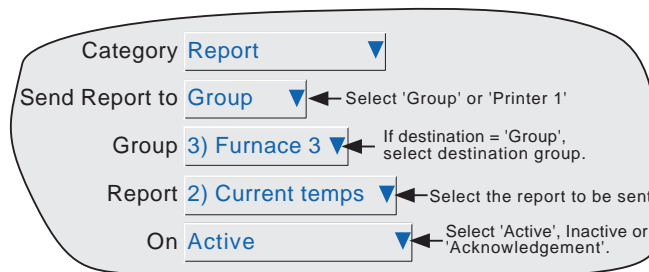 Category Report
Send Report to Group Select 'Group' or 'Printer 1'
Group 3) Furnace 3 If destination = 'Group',
select destination group.
Report 2) Current temps Select the report to be sent
On Active Select 'Active', Inactive or
'Acknowledgement'.